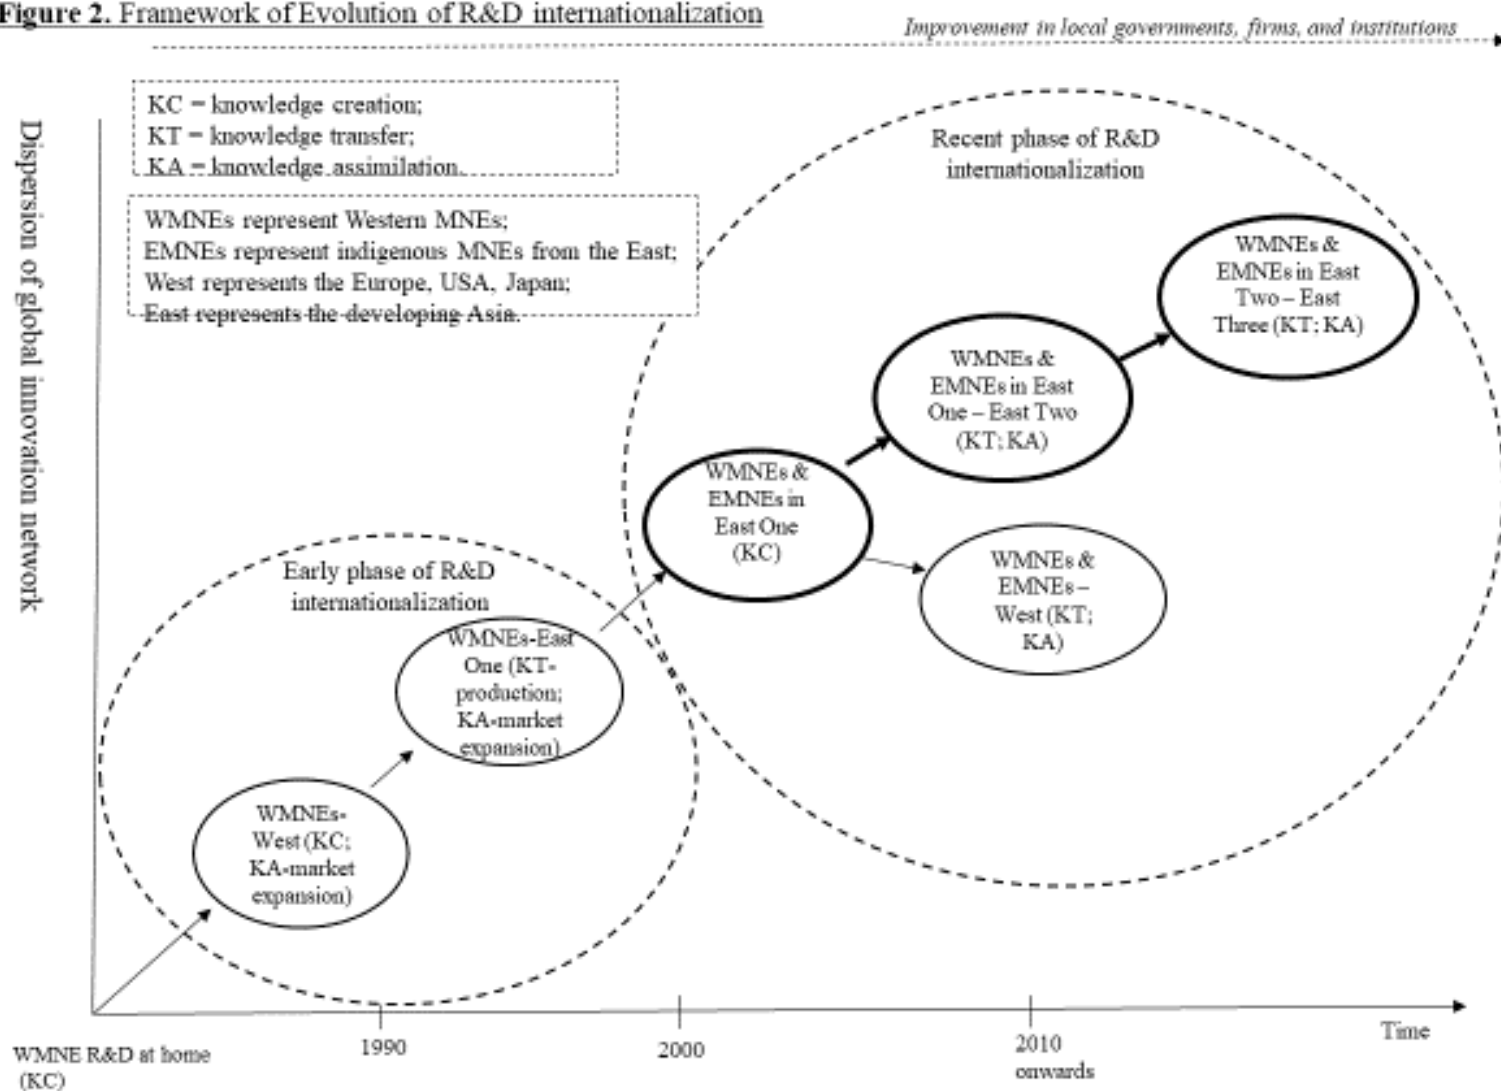 Figure 2. Framework of Evolution of R&D internationalization
Improvement in local governments, firms, and institutions
KC = knowledge creation;
KT = knowledge transfer;
KA = knowledge assimilation.
WMNEs represent Western MNEs;
EMNEs represent indigenous MNEs from the East;
West represents the Europe, USA, Japan;
East represents the developing Asia.
Dispersion of global innovation network
Recent phase of R&D
internationalization
WMNEs &
EMNEs in East
Two – East
Three (KT; KA)
WMNEs &
EMNEs in East
One – East Two
(KT; KA)
WMNEs &
EMNEs in
East One
(KC)
WMNEs &
EMNEs –
West (KT;
KA)
Early phase of R&D
internationalization
WMNEs-East
One (KT-
production;
KA-market
expansion)
WMNEs-
West (KC;
KA-market
expansion)
WMNE R&D at home
(KC)
1990
2000
2010
onwards
Time